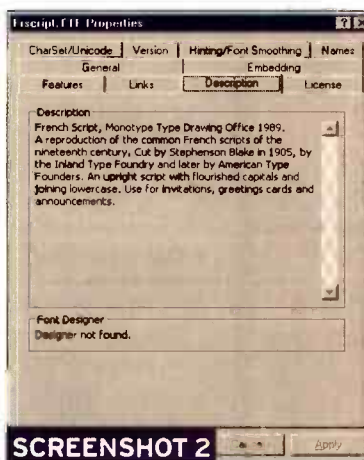 Frscript.TTF Properties
CharSet/Unicode Version Hinting/Font Smoothing Names
General Embedding
Features Links Description License
Description
French Script, Monotype Type Drawing Office 1989.
A reproduction of the common French scripts of the
nineteenth century, Cut by Stephenson Blake in 1905, by
the Inland Type Foundry and later by American Type
Founders. An upright script with flourished capitals and
joining lowercase. Use for invitations, greetings cards and
announcements.
Font Designer
Designer not found.
Apply
SCREENSHOT 2